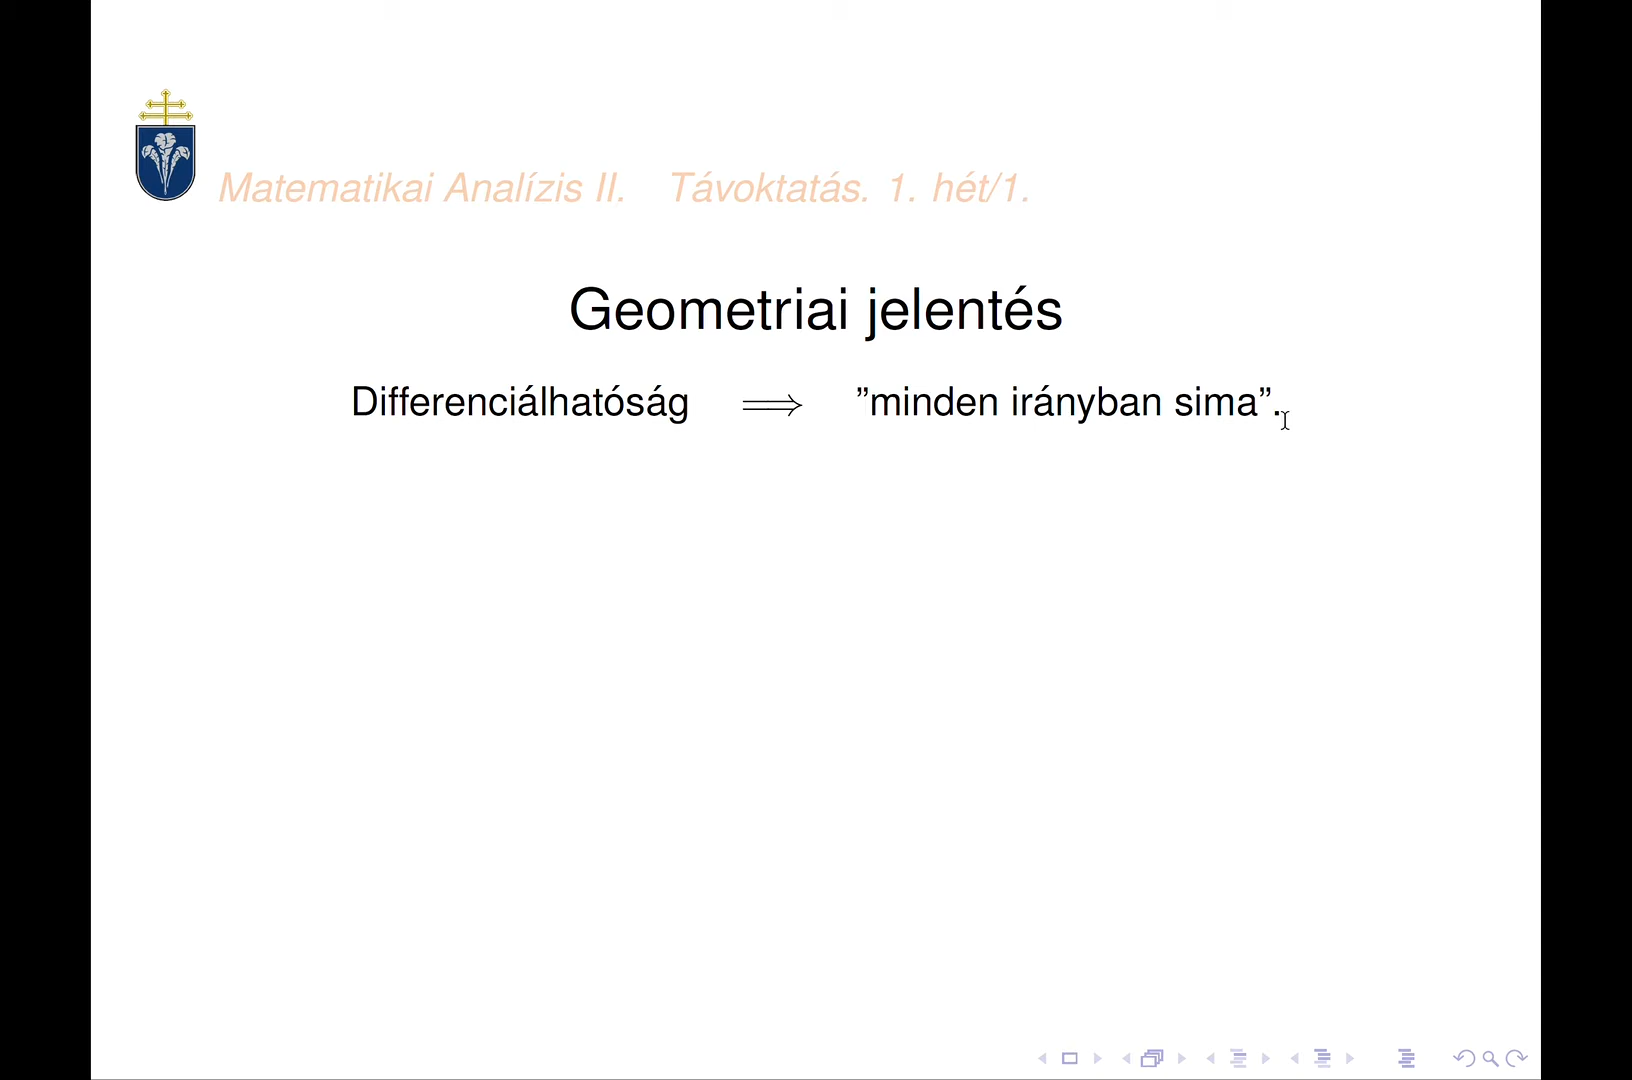 Matematikai Analízis II. Távoktatás. 1. hét/1.
Geometriai jelentés
Differenciálhatóság ⟹ ”minden irányban sima”.